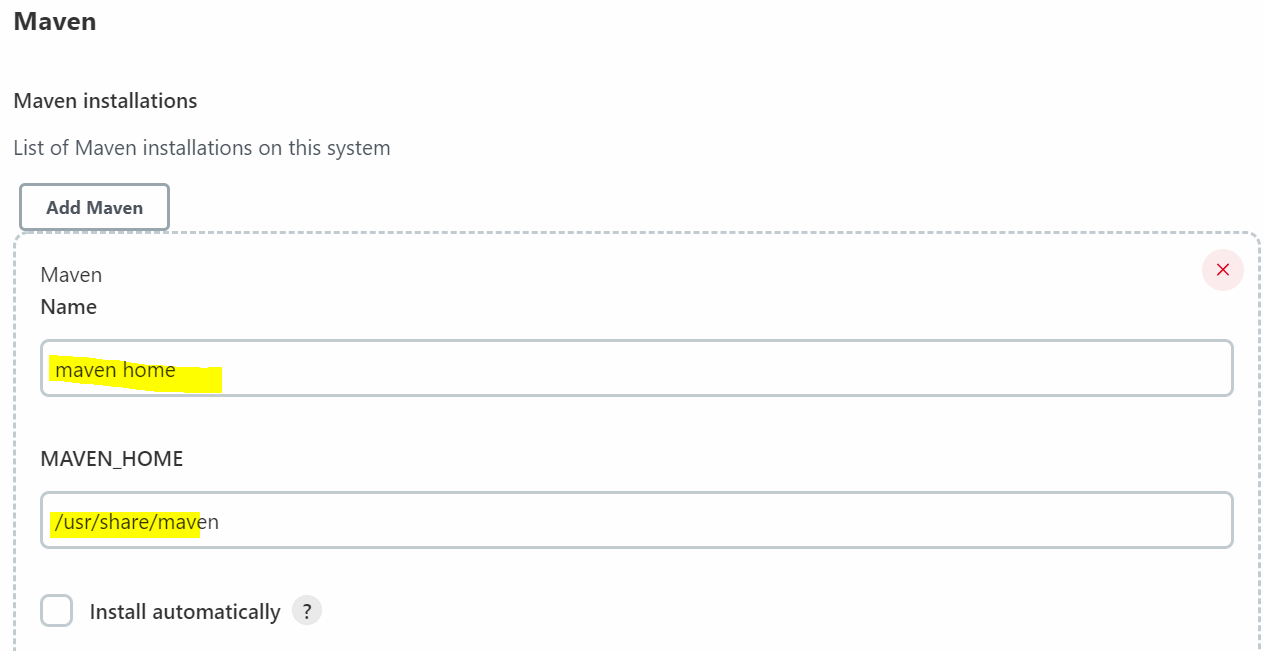 Maven
Maven installations
List of Maven installations on this system
Add Maven
Maven
Name
maven home
MAVEN_HOME
/usr/share/maven
Install automatically ?